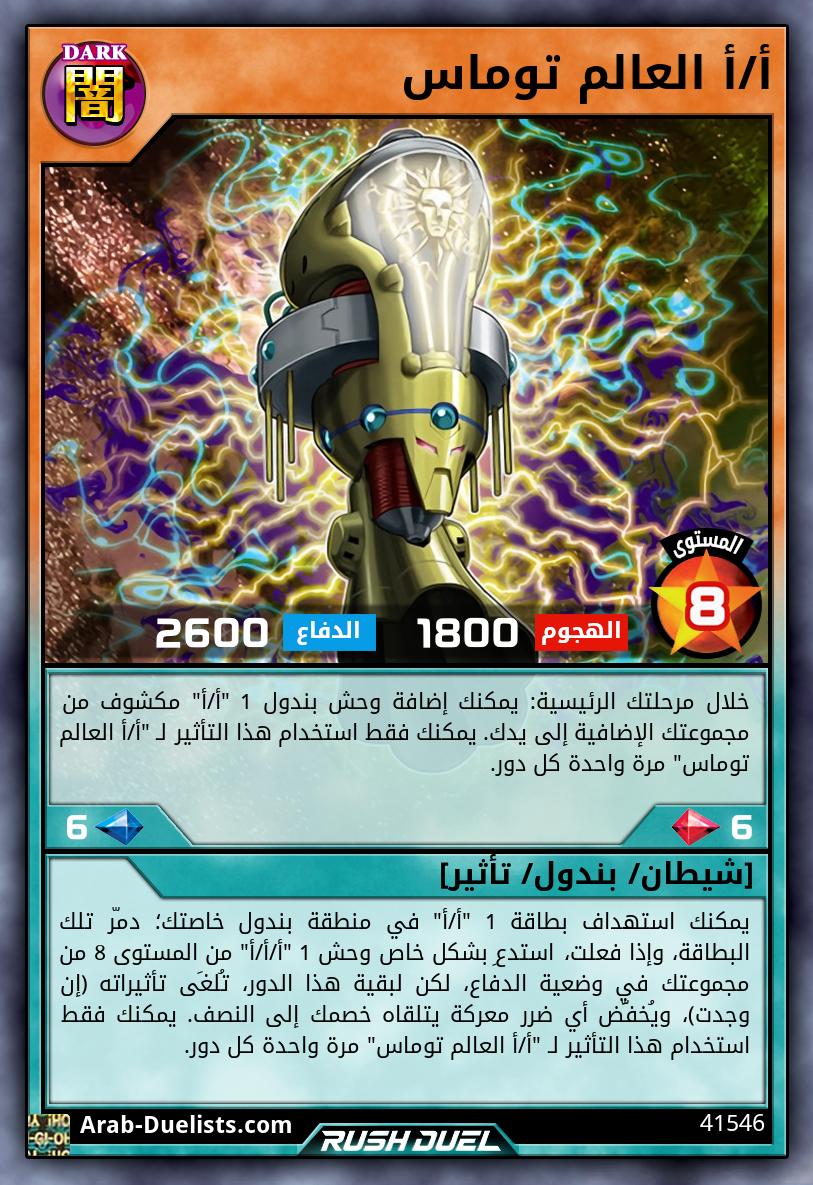 DARK
闇
أ/أ العالم توماس
المستوى
8
الهجوم 1800 الدفاع 2600
خلال مرحلتك الرئيسية: يمكنك إضافة وحش بندول 1 "أ/أ" مكشوف من
مجموعتك الإضافية إلى يدك. يمكنك فقط استخدام هذا التأثير لـ "أ/أ العالم
توماس" مرة واحدة كل دور.
6 6
[شيطان/ بندول/ تأثير]
يمكنك استهداف بطاقة 1 "أ/أ" في منطقة بندول خاصتك؛ دمّر تلك
البطاقة، وإذا فعلت، استدعِ بشكل خاص وحش 1 "أ/أ/أ" من المستوى 8 من
مجموعتك في وضعية الدفاع، لكن لبقية هذا الدور، تُلغَى تأثيراته (إن
وجدت)، ويُخفَّض أي ضرر معركة يتلقاه خصمك إلى النصف. يمكنك فقط
استخدام هذا التأثير لـ "أ/أ العالم توماس" مرة واحدة كل دور.
Arab-Duelists.com
RUSH DUEL
41546